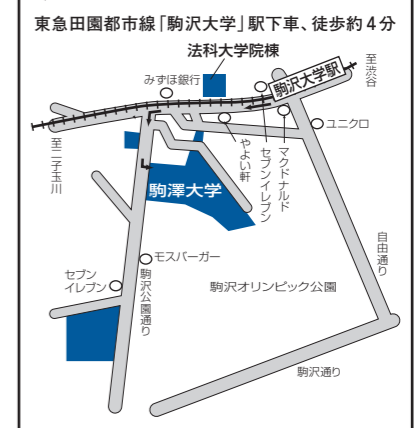 東急田園都市線「駒沢大学」駅下車、徒歩約4分
法科大学院棟
みずほ銀行
駒沢大学駅
至渋谷
ユニクロ
マクドナルド
セブンイレブン
やよい軒
至二子玉川
駒澤大学
モスバーガー
セブン
イレブン
駒沢公園通り
駒沢オリンピック公園
自由通り
駒沢通り